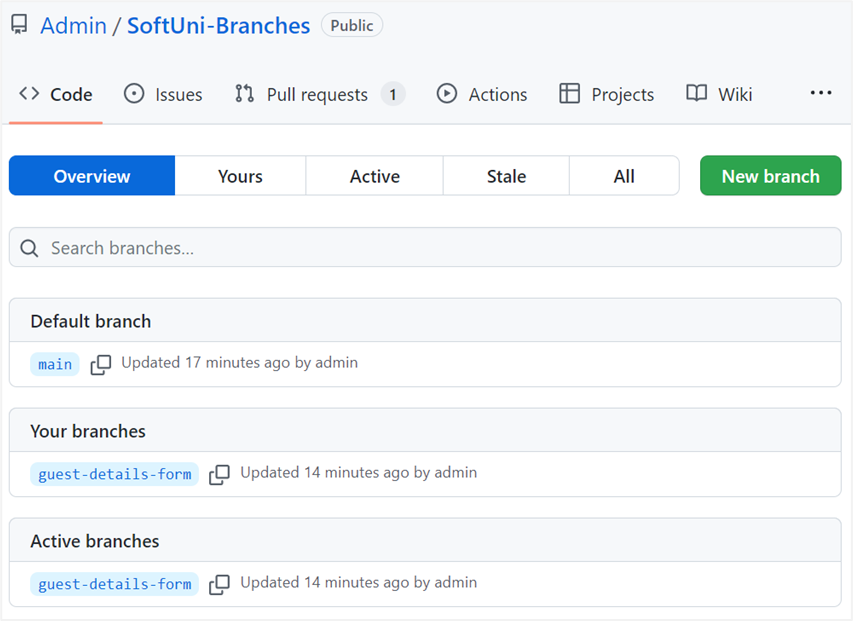 Admin / SoftUni-Branches Public
Code Issues Pull requests 1 Actions Projects Wiki ...
Overview Yours Active Stale All New branch
Search branches...
Default branch
main Updated 17 minutes ago by admin
Your branches
guest-details-form Updated 14 minutes ago by admin
Active branches
guest-details-form Updated 14 minutes ago by admin